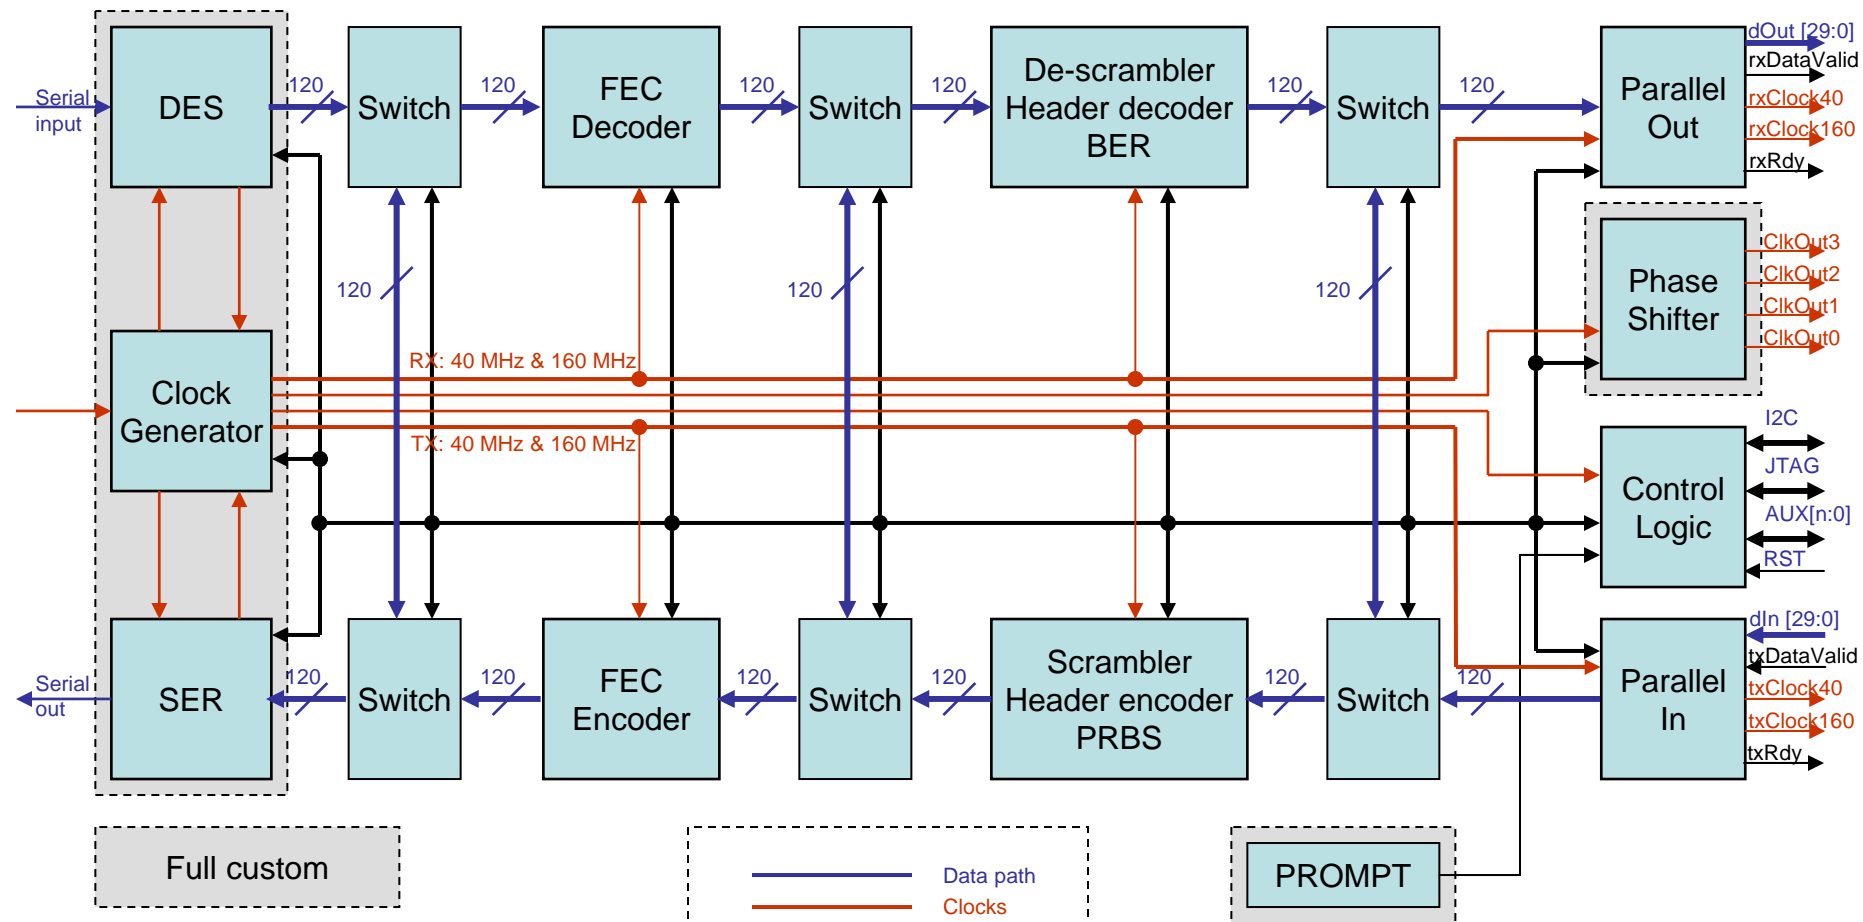 Serial
input
DES
120
Switch
120
FEC
Decoder
120
Switch
120
De-scrambler
Header decoder
BER
120
Switch
120
Parallel
Out
dOut [29:0]
rxDataValid
rxClock40
rxClock160
rxRdy
120
120
120
Phase
Shifter
ClkOut3
ClkOut2
ClkOut1
ClkOut0
Clock
Generator
RX: 40 MHz & 160 MHz
TX: 40 MHz & 160 MHz
Control
Logic
I2C
JTAG
AUX[n:0]
RST
Serial
out
SER
120
Switch
120
FEC
Encoder
120
Switch
120
Scrambler
Header encoder
PRBS
120
Switch
120
Parallel
In
dIn [29:0]
txDataValid
txClock40
txClock160
txRdy
Full custom
Data path
Clocks
PROMPT